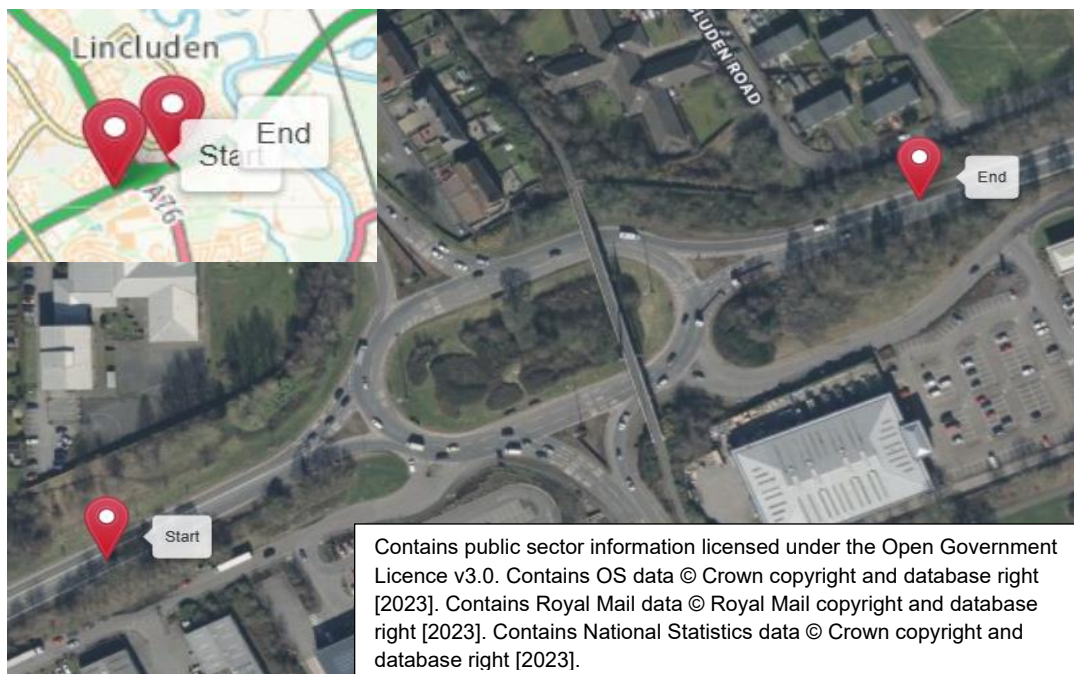 Lincluden
End
Start
A76
CLUDEN ROAD
End
Start
Contains public sector information licensed under the Open Government
Licence v3.0. Contains OS data © Crown copyright and database right
[2023]. Contains Royal Mail data © Royal Mail copyright and database
right [2023]. Contains National Statistics data © Crown copyright and
database right [2023].